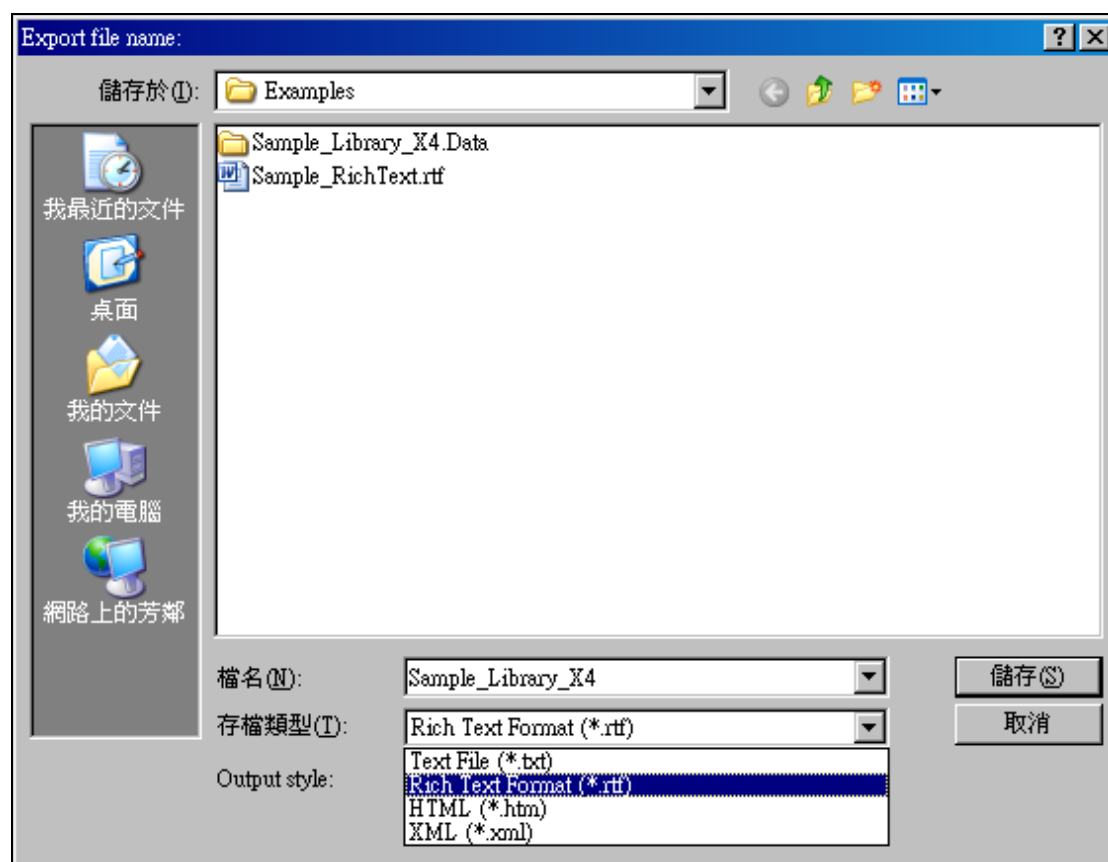 Export file name:
儲存於(I):
Examples
Sample_Library_X4.Data
Sample_RichText.rtf
我最近的文件
桌面
我的文件
我的電腦
網路上的芳鄰
檔名(N):
Sample_Library_X4
儲存(S)
存檔類型(T):
Rich Text Format (*.rtf)
取消
Output style:
Text File (*.txt)
Rich Text Format (*.rtf)
HTML (*.htm)
XML (*.xml)